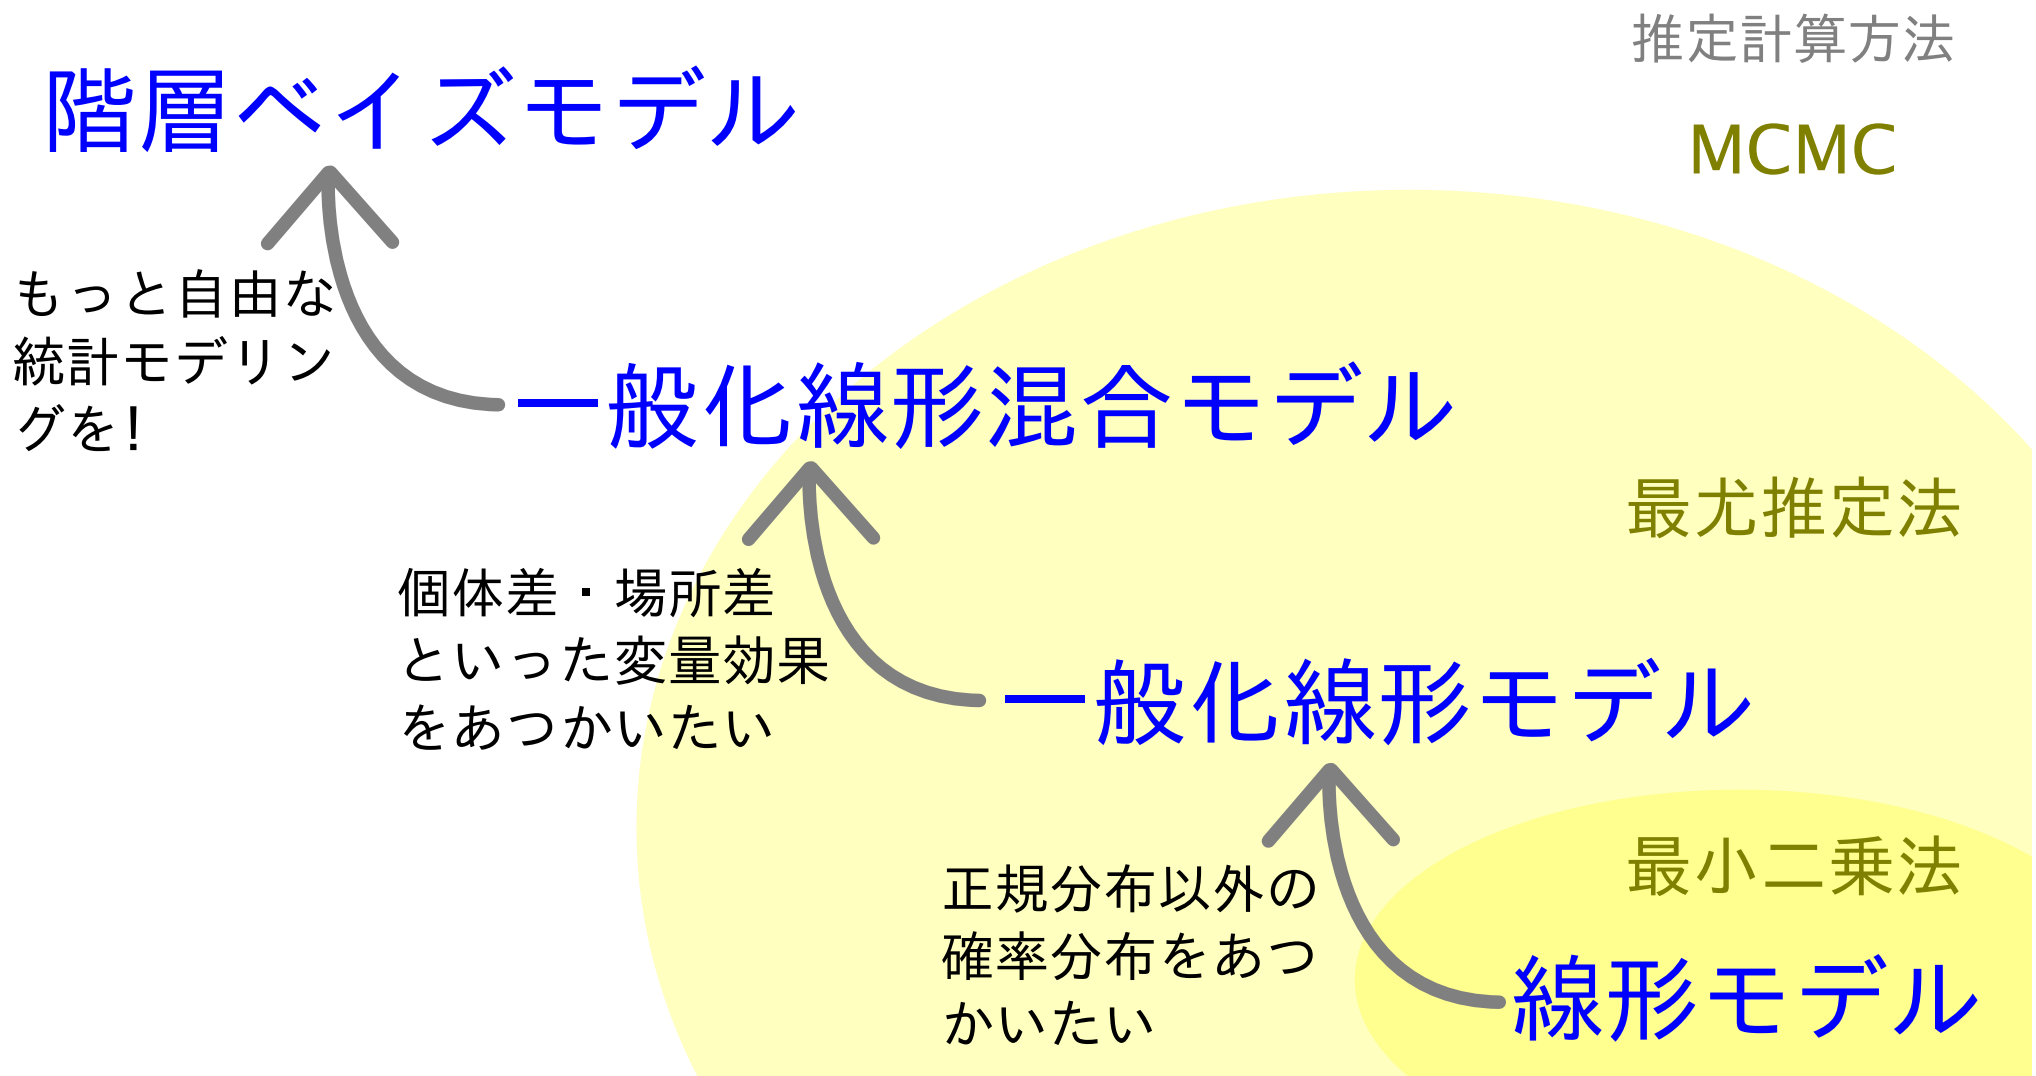 推定計算方法
階層ベイズモデル
MCMC
もっと自由な
統計モデリン
グを!
一般化線形混合モデル
最尤推定法
個体差・場所差
といった変量効果
をあつかいたい
一般化線形モデル
最小二乗法
正規分布以外の
確率分布をあつ
かいたい
線形モデル